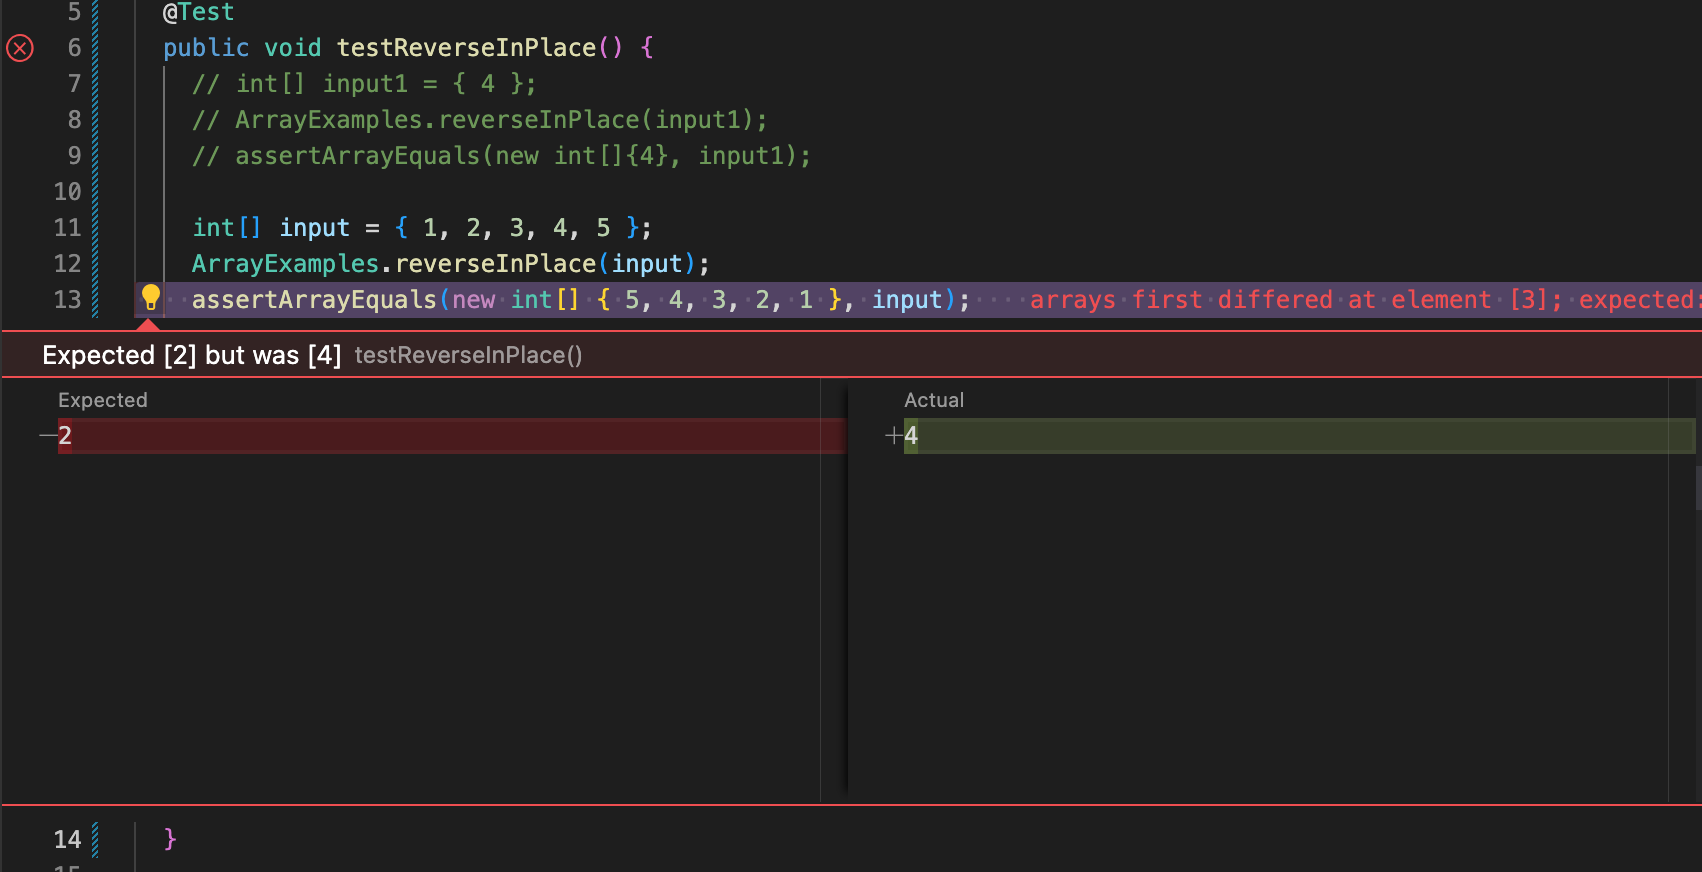 5 @Test
6 public void testReverseInPlace() {
7 // int[] input1 = { 4 };
8 // ArrayExamples.reverseInPlace(input1);
9 // assertArrayEquals(new int[]{4}, input1);
10
11 int[] input = { 1, 2, 3, 4, 5 };
12 ArrayExamples.reverseInPlace(input);
13 assertArrayEquals(new int[] { 5, 4, 3, 2, 1 }, input); arrays first differed at element [3]; expected:
Expected [2] but was [4] testReverseInPlace()
Expected
Actual
—2
+4
14 }
15